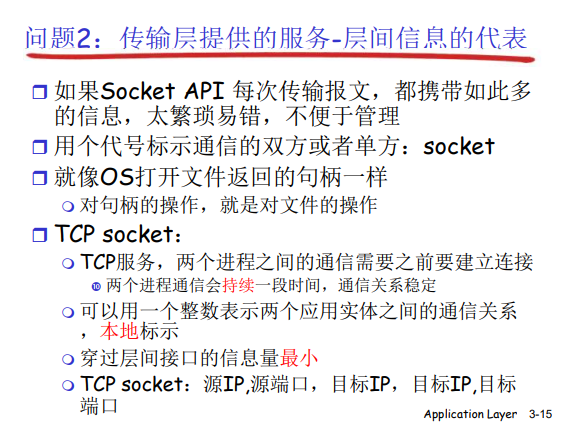 问题2：传输层提供的服务-层间信息的代表
如果Socket API 每次传输报文，都携带如此多
的信息，太繁琐易错，不便于管理
用个代号标示通信的双方或者单方：socket
就像OS打开文件返回的句柄一样
对句柄的操作，就是对文件的操作
TCP socket：
TCP服务，两个进程之间的通信需要之前要建立连接
两个进程通信会持续一段时间，通信关系稳定
可以用一个整数表示两个应用实体之间的通信关系
，本地标示
穿过层间接口的信息量最小
TCP socket：源IP,源端口，目标IP，目标IP,目标
端口
Application Layer 3-15